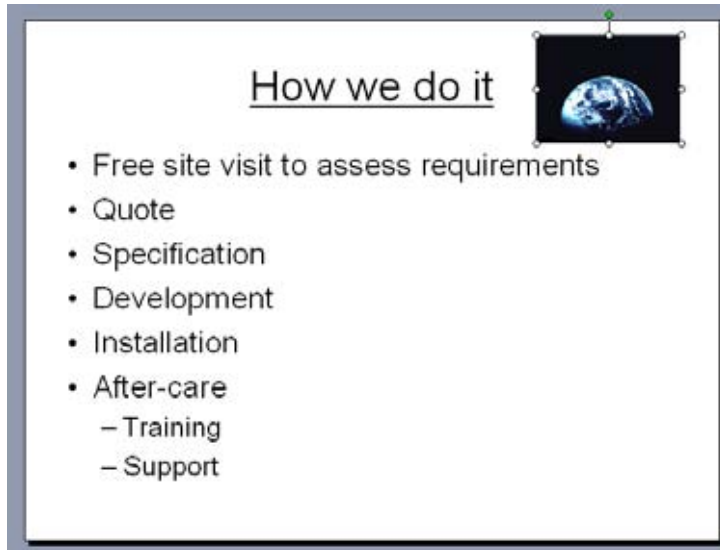 How we do it
• Free site visit to assess requirements
• Quote
• Specification
• Development
• Installation
• After-care
– Training
– Support